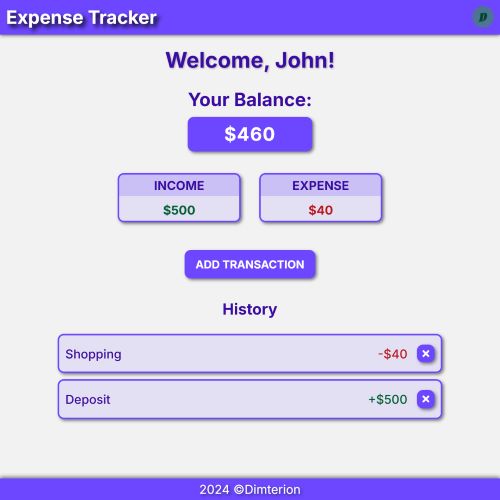 Expense Tracker D
Welcome, John!
Your Balance:
$460
INCOME EXPENSE
$500 $40
ADD TRANSACTION
History
Shopping -$40 ×
Deposit +$500 ×
2024 ©Dimterion